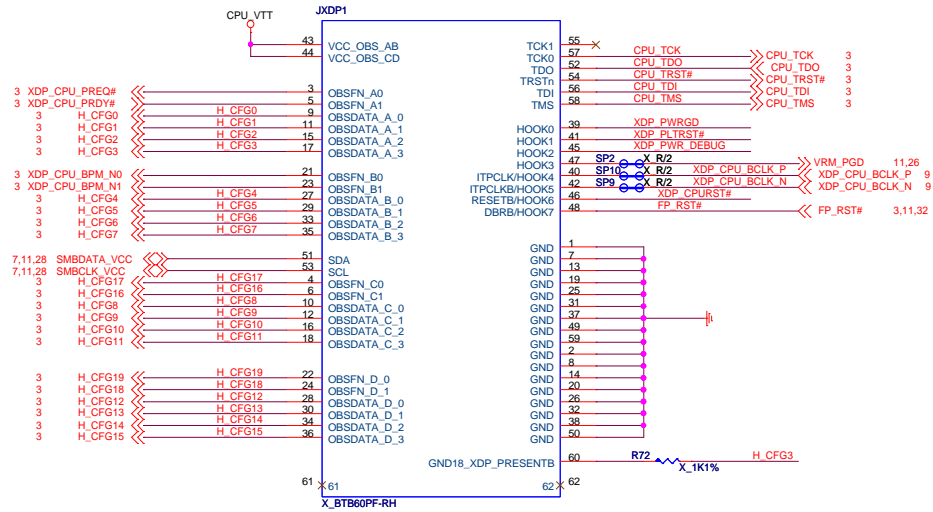 JXDP1
CPU_VTT
43 VCC_OBS_AB
44 VCC_OBS_CD
3 XDP_CPU_PREQ# 3 OBSFN_A0
3 XDP_CPU_PRDY# 5 OBSFN_A1
3 H_CFG0 H_CFG0 9 OBSDATA_A_0
3 H_CFG1 H_CFG1 11 OBSDATA_A_1
3 H_CFG2 H_CFG2 15 OBSDATA_A_2
3 H_CFG3 H_CFG3 17 OBSDATA_A_3
3 XDP_CPU_BPM_N0 21 OBSFN_B0
3 XDP_CPU_BPM_N1 23 OBSFN_B1
3 H_CFG4 H_CFG4 27 OBSDATA_B_0
3 H_CFG5 H_CFG5 29 OBSDATA_B_1
3 H_CFG6 H_CFG6 33 OBSDATA_B_2
3 H_CFG7 H_CFG7 35 OBSDATA_B_3
7,11,28 SMBDATA_VCC 51 SDA
7,11,28 SMBCLK_VCC 53 SCL
3 H_CFG17 H_CFG17 4 OBSFN_C0
3 H_CFG16 H_CFG16 6 OBSFN_C1
3 H_CFG8 H_CFG8 10 OBSDATA_C_0
3 H_CFG9 H_CFG9 12 OBSDATA_C_1
3 H_CFG10 H_CFG10 16 OBSDATA_C_2
3 H_CFG11 H_CFG11 18 OBSDATA_C_3
3 H_CFG19 H_CFG19 22 OBSFN_D_0
3 H_CFG18 H_CFG18 24 OBSFN_D_1
3 H_CFG12 H_CFG12 28 OBSDATA_D_0
3 H_CFG13 H_CFG13 30 OBSDATA_D_1
3 H_CFG14 H_CFG14 34 OBSDATA_D_2
3 H_CFG15 H_CFG15 36 OBSDATA_D_3
61 61
TCK1 55
TCK0 57 CPU_TCK CPU_TCK 3
TDO 52 CPU_TDO CPU_TDO 3
TRSTn 54 CPU_TRST# CPU_TRST# 3
TDI 56 CPU_TDI CPU_TDI 3
TMS 58 CPU_TMS CPU_TMS 3
HOOK0 39 XDP_PWRGD
HOOK1 41 XDP_PLTRST#
HOOK2 45 XDP_PWR_DEBUG
HOOK3 47 SP2 X_R/2 VRM_PGD 11,26
ITPCLK/HOOK4 40 SP10 X_R/2 XDP_CPU_BCLK_P XDP_CPU_BCLK_P 9
ITPCLKB/HOOK5 42 SP9 X_R/2 XDP_CPU_BCLK_N XDP_CPU_BCLK_N 9
RESETB/HOOK6 46 XDP_CPURST#
DBRB/HOOK7 48 FP_RST# FP_RST# 3,11,32
GND 1
GND 7
GND 13
GND 19
GND 25
GND 31
GND 37
GND 49
GND 59
GND 2
GND 8
GND 14
GND 20
GND 26
GND 32
GND 38
GND 50
GND18_XDP_PRESENTB 60 R72 X_1K1% H_CFG3
62 62
X_BTB60PF-RH